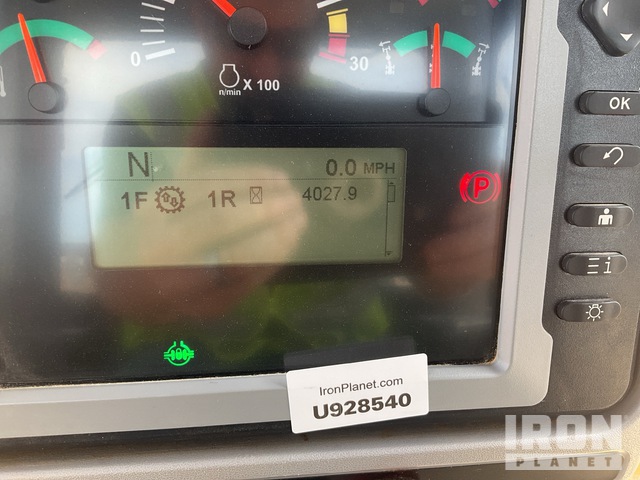 0
30
n/min
X 100
OK
N 0.0 MPH
1F 1R 4027.9
P
i
IronPlanet.com
U928540
IRON
PLANET